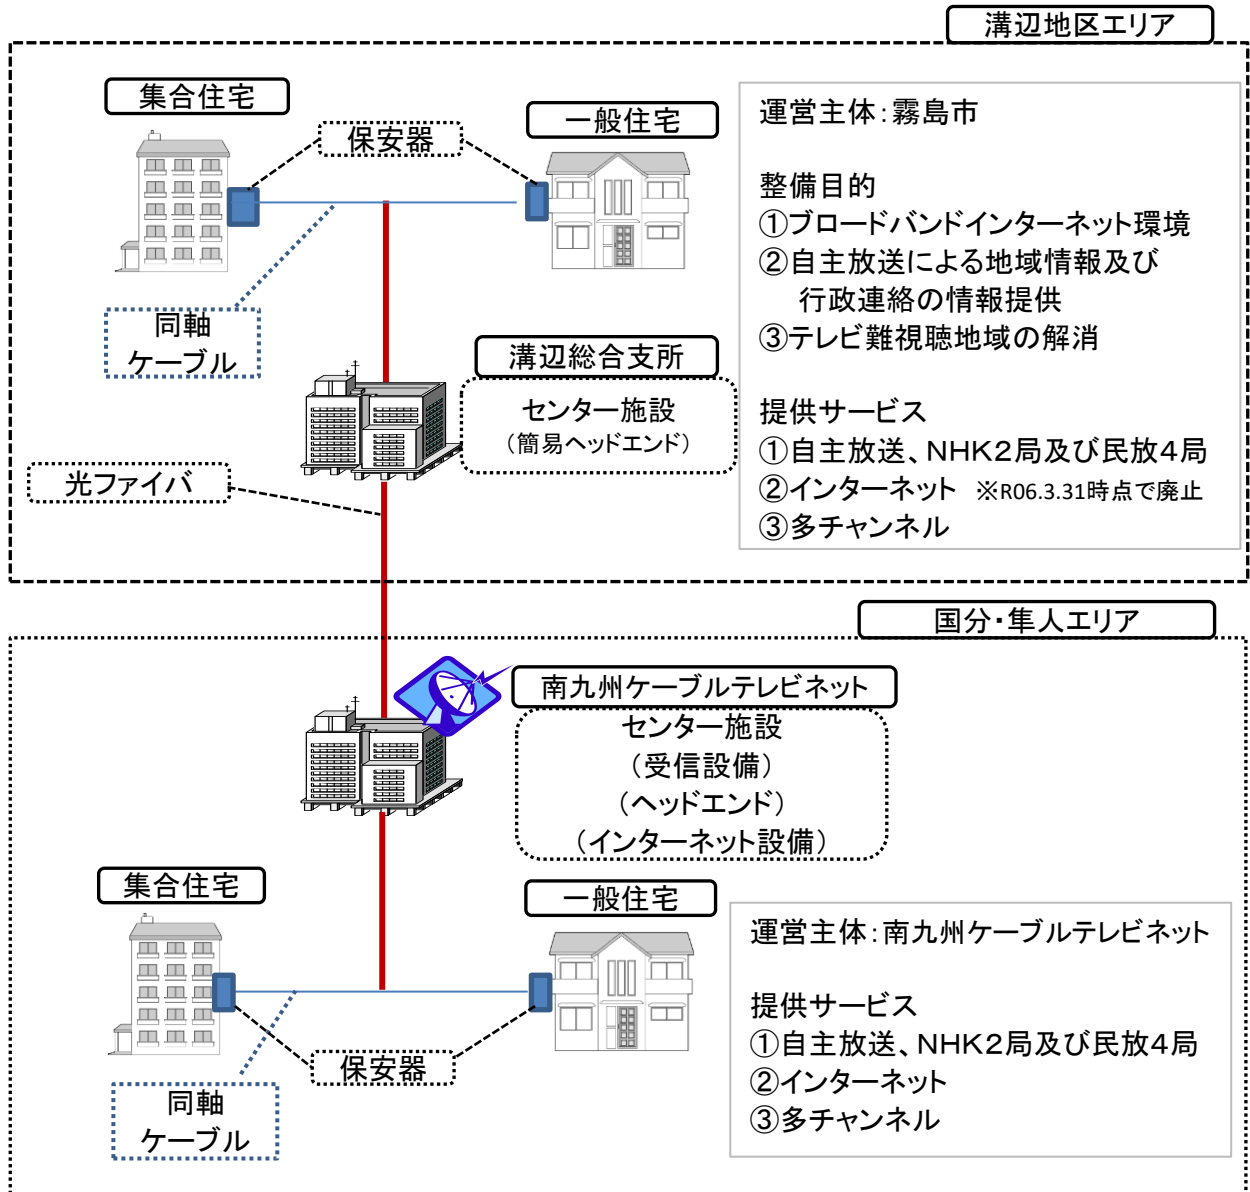 溝辺地区エリア
集合住宅
保安器
一般住宅
運営主体：霧島市
整備目的
①ブロードバンドインターネット環境
②自主放送による地域情報及び
行政連絡の情報提供
③テレビ難視聴地域の解消
同軸
ケーブル
溝辺総合支所
センター施設
（簡易ヘッドエンド）
提供サービス
①自主放送、NHK２局及び民放４局
②インターネット ※R06.3.31時点で廃止
③多チャンネル
光ファイバ
国分・隼人エリア
南九州ケーブルテレビネット
センター施設
（受信設備）
（ヘッドエンド）
（インターネット設備）
集合住宅
一般住宅
運営主体：南九州ケーブルテレビネット
提供サービス
①自主放送、NHK２局及び民放４局
②インターネット
③多チャンネル
保安器
同軸
ケーブル